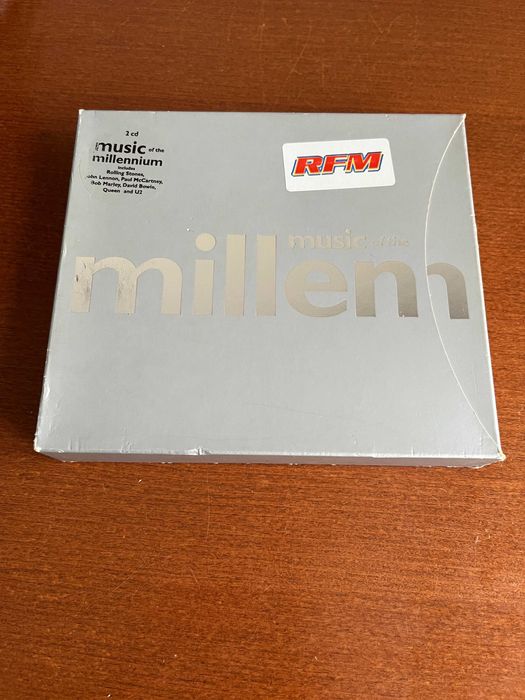 2 cd
music of the
millennium
includes
Rolling Stones,
John Lennon, Paul McCartney,
Bob Marley, David Bowie,
Queen and U2
RFM
music of the
millenn